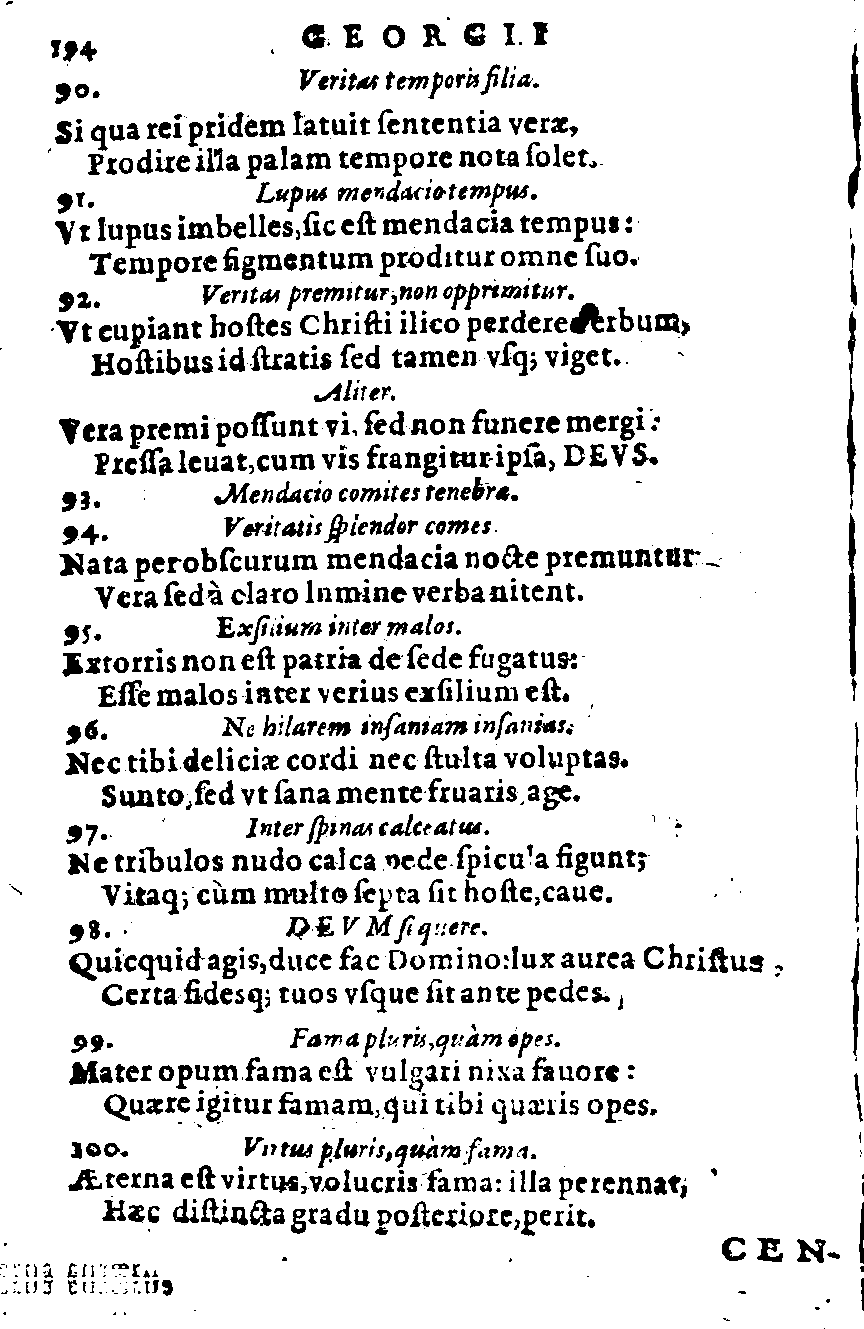 194 GEORGII
90. Veritas temporis filia.
Si qua rei pridem latuit ſententia veræ,
Prodire illa palam tempore nota ſolet.
91. Lupus mendacio tempus.
Vt lupus imbelles, ſic eſt mendacia tempus:
Tempore figmentum proditur omne ſuo.
92. Veritas premitur, non opprimitur.
Vt cupiant hoſtes Chriſti ilico perdere verbum,
Hoſtibus id ſtratis ſed tamen vſq; viget.
Aliter.
Vera premi poſſunt vi, ſed non funere mergi:
Preſſa leuat, cum vis frangitur ipſa, DEVS.
93. Mendacio comites tenebræ.
94. Veritatis ſplendor comes.
Nata per obſcurum mendacia nocte premuntur
Vera ſed à claro lumine verba nitent.
95. Exſilium inter malos.
Extorris non eſt patria de ſede fugatus:
Eſſe malos inter verius exſilium eſt.
96. Ne hilarem inſaniam inſanias.
Nec tibi deliciæ cordi nec ſtulta voluptas.
Sunto, ſed vt ſana mente fruaris, age.
97. Inter ſpinas calceatus.
Ne tribulos nudo calca pede ſpicula figunt;
Vitaq; cùm multo ſepta ſit hoſte, caue.
98. DEVM ſequere.
Quicquid agis, duce fac Domino: lux aurea Chriſtus,
Certa fidesq; tuos vſque ſit ante pedes.
99. Fama pluris, quàm opes.
Mater opum fama eſt vulgari nixa fauore:
Quære igitur famam, qui tibi quæris opes.
100. Virtus pluris, quàm fama.
Æterna eſt virtus, volucris fama: illa perennat;
Hæc diſtincta gradu poſteriore, perit.
CEN-